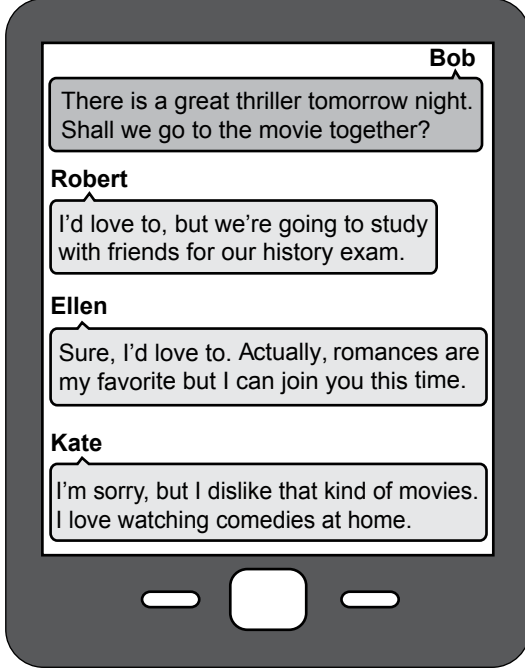 Bob
There is a great thriller tomorrow night.
Shall we go to the movie together?
Robert
I'd love to, but we're going to study
with friends for our history exam.
Ellen
Sure, I'd love to. Actually, romances are
my favorite but I can join you this time.
Kate
I'm sorry, but I dislike that kind of movies.
I love watching comedies at home.